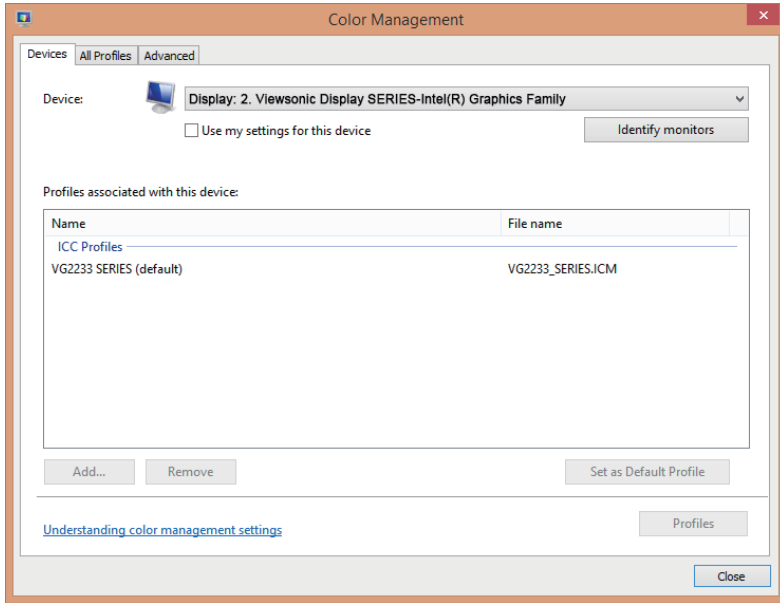 Color Management
Devices All Profiles Advanced
Device: Display: 2. Viewsonic Display SERIES-Intel(R) Graphics Family
Use my settings for this device Identify monitors
Profiles associated with this device:
Name File name
ICC Profiles
VG2233 SERIES (default) VG2233_SERIES.ICM
Add... Remove Set as Default Profile
Understanding color management settings Profiles
Close